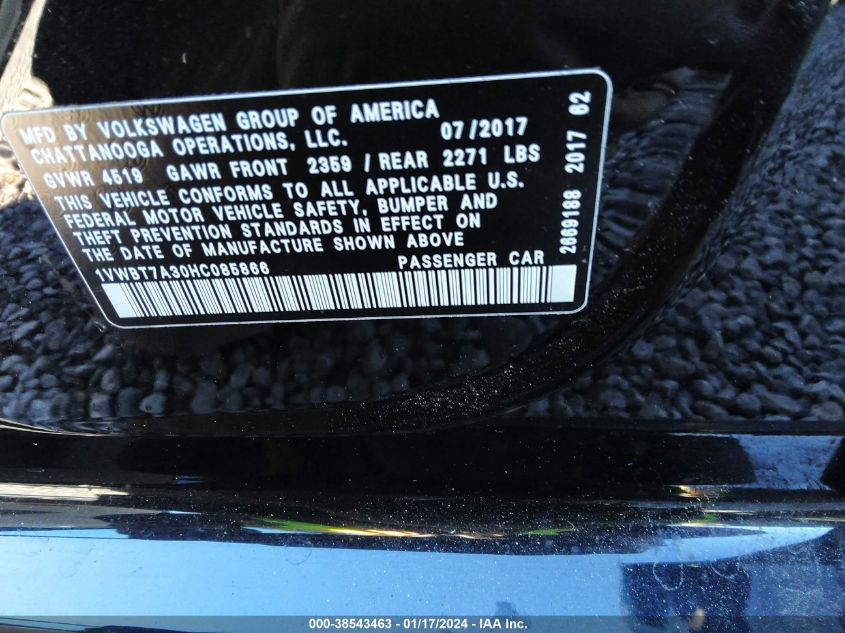 MFD BY VOLKSWAGEN GROUP OF AMERICA
CHATTANOOGA OPERATIONS, LLC. 07/2017
GVWR 4519 GAWR FRONT 2359 / REAR 2271 LBS
THIS VEHICLE CONFORMS TO ALL APPLICABLE U.S.
FEDERAL MOTOR VEHICLE SAFETY, BUMPER AND
THEFT PREVENTION STANDARDS IN EFFECT ON
THE DATE OF MANUFACTURE SHOWN ABOVE
1VWBT7A30HC085866 PASSENGER CAR
2669188 2017 62
000-38543463 - 01/17/2024 - IAA, Inc.